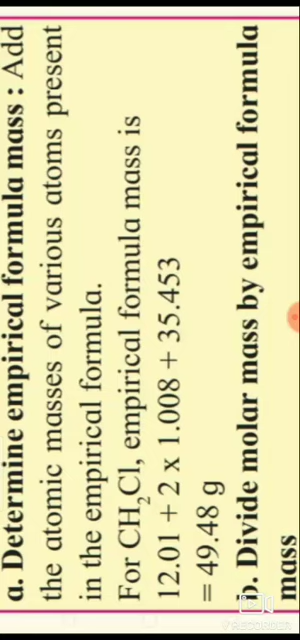 a. Determine empirical formula mass : Add
the atomic masses of various atoms present
in the empirical formula.
For CH₂Cl, empirical formula mass is
12.01 + 2 x 1.008 + 35.453
= 49.48 g
b. Divide molar mass by empirical formula
mass
RECORDER